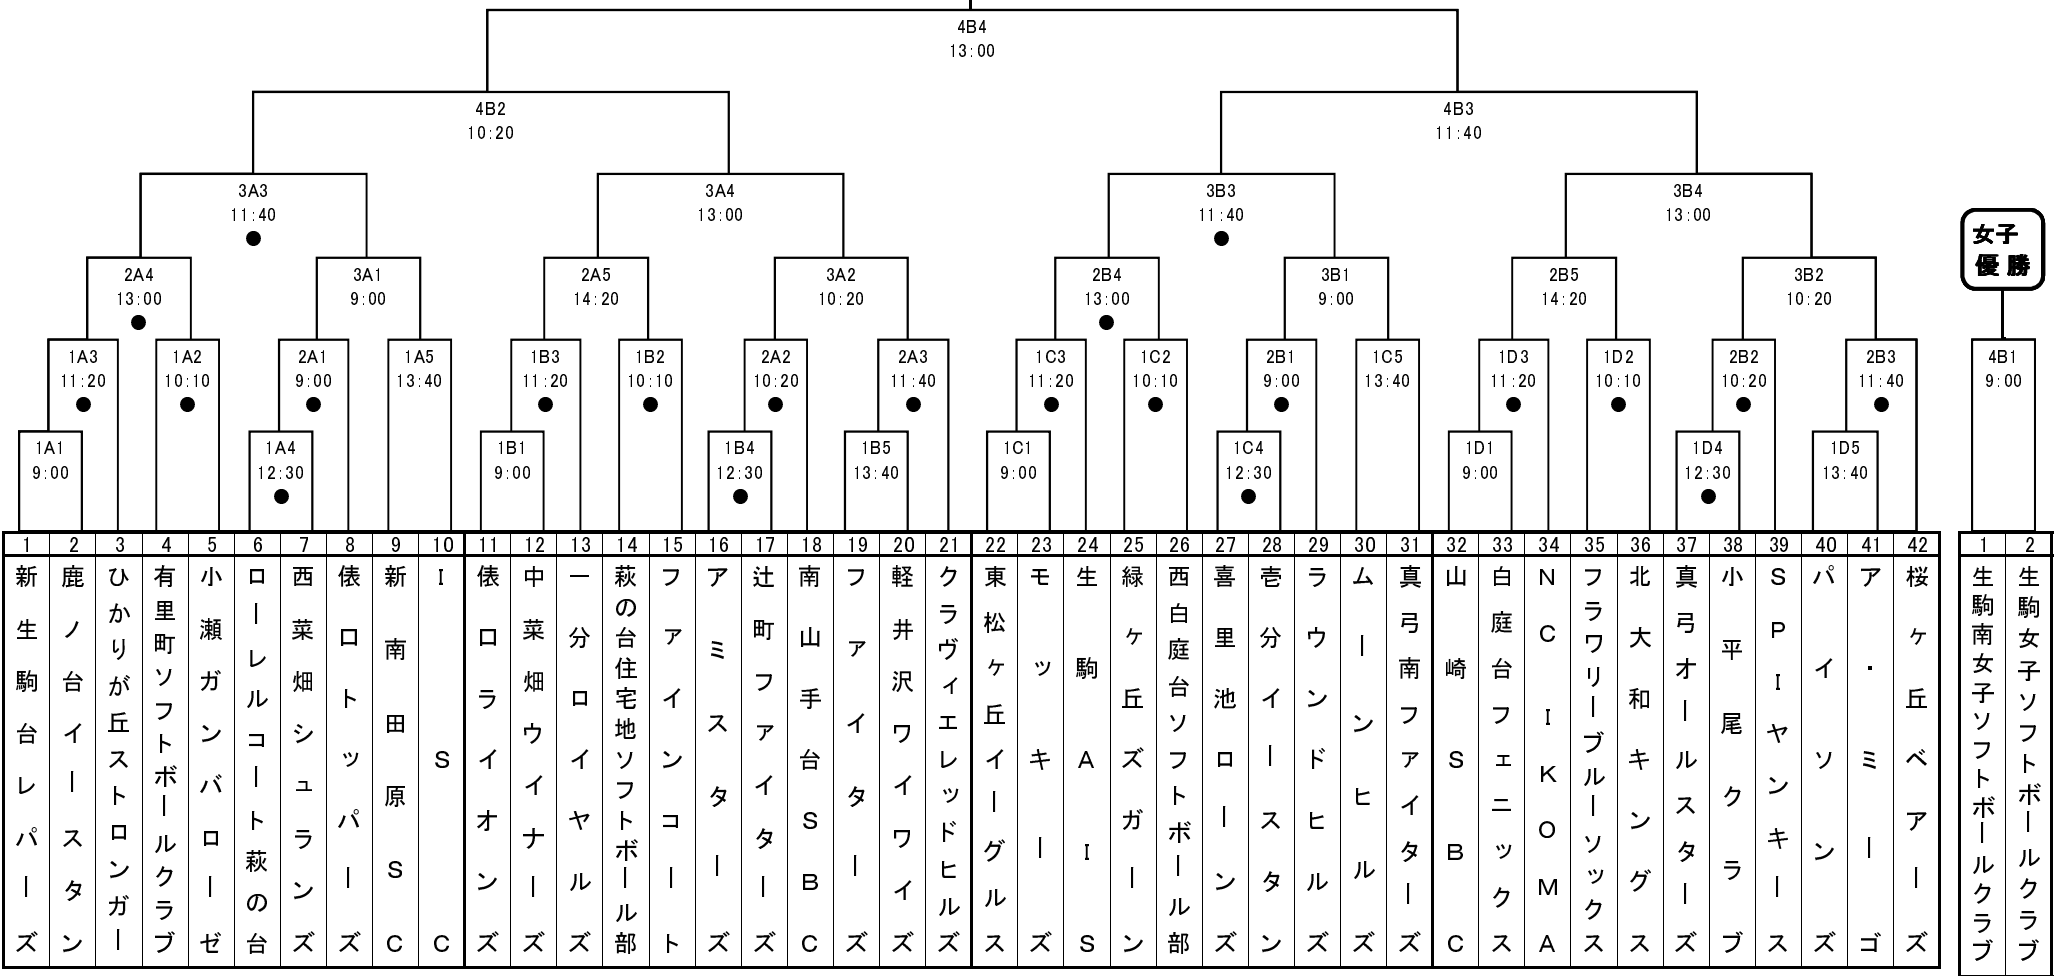 4B4
13:00
4B2
10:20
4B3
11:40
3A3
11:40
●
3A4
13:00
3B3
11:40
●
3B4
13:00
女子
優勝
2A4
13:00
●
3A1
9:00
2A5
14:20
3A2
10:20
2B4
13:00
●
3B1
9:00
2B5
14:20
3B2
10:20
1A3
11:20
●
1A2
10:10
●
2A1
9:00
●
1A5
13:40
1B3
11:20
●
1B2
10:10
●
2A2
10:20
●
2A3
11:40
●
1C3
11:20
●
1C2
10:10
●
2B1
9:00
●
1C5
13:40
1D3
11:20
●
1D2
10:10
●
2B2
10:20
●
2B3
11:40
●
4B1
9:00
1A1
9:00
1A4
12:30
●
1B1
9:00
1B4
12:30
●
1B5
13:40
1C1
9:00
1C4
12:30
●
1D1
9:00
1D4
12:30
●
1D5
13:40
1 新生駒台レパーズ
2 鹿ノ台イースタン
3 ひかりが丘ストロンガー
4 有里町ソフトボールクラブ
5 小瀬ガンバローゼ
6 ローレルコート萩の台
7 西菜畑シュランズ
8 俵ロトッパーズ
9 新南田原SC
10 ISC
11 俵ロライオンズ
12 中菜畑ウイナーズ
13 一分ロイヤルズ
14 萩の台住宅地ソフトボール部
15 ファインコート
16 アミスターズ
17 辻町ファイターズ
18 南山手台SBC
19 ファイターズ
20 軽井沢ワイワイズ
21 クラヴィエレッドヒル
22 東松ヶ丘イーグルス
23 モッキーズ
24 生駒AIS
25 緑ヶ丘ズガーン
26 西白庭台ソフトボール部
27 喜里池ローンズ
28 壱分イースタン
29 ラウンドヒルズ
30 ムーンヒルズ
31 真弓南ファイターズ
32 山崎SBC
33 白庭台フェニックス
34 NCIKOMA
35 フラワリーブルーソックス
36 北大和キングス
37 真弓オールスターズ
38 小平尾クラブ
39 SPIヤンキース
40 パイソンズ
41 ア・ミーゴ
42 桜ヶ丘ベアーズ
1 生駒南女子ソフトボールクラブ
2 生駒女子ソフトボールクラブ